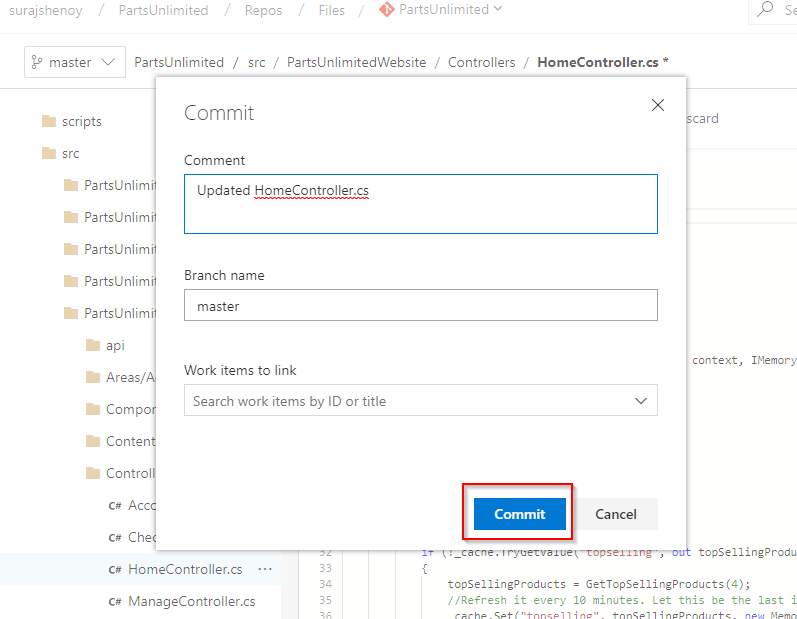 surajshenoy / PartsUnlimited / Repos / Files / PartsUnlimited
master PartsUnlimited / src / PartsUnlimitedWebsite / Controllers / HomeController.cs *
scripts
src
PartsUnlimit
PartsUnlimit
PartsUnlimit
PartsUnlimit
PartsUnlimit
api
Areas/A
Compor
Content
Controll
C# Acco
C# Chec
C# HomeController.cs ...
C# ManageController.cs
Commit
scard
Comment
Updated HomeController.cs
Branch name
master
context, IMemory
Work items to link
Search work items by ID or title
Commit Cancel
32 if (!_cache.TryGetValue("topselling", out topSellingProdu
33 {
34 topSellingProducts = GetTopSellingProducts(4);
35 //Refresh it every 10 minutes. Let this be the last i
36 _cache.Set("topselling", topSellingProducts, new Memo